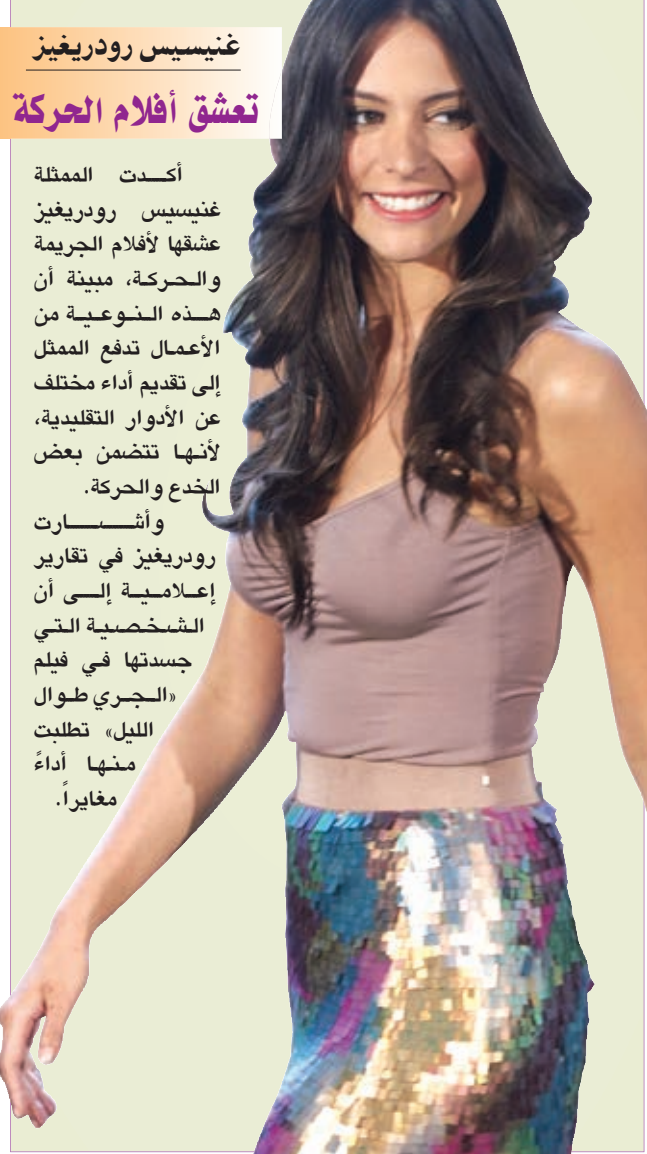 غنيسيس رودريغيز
تعشق أفلام الحركة
أكدت الممثلة
غنيسيس رودريغيز
عشقها لأفلام الجريمة
والحركة، مبينة أن
هذه النوعية من
الأعمال تدفع الممثل
إلى تقديم أداء مختلف
عن الأدوار التقليدية،
لأنها تتضمن بعض
الخدع والحركة.
وأشارت
رودريغيز في تقارير
إعلامية إلى أن
الشخصية التي
جسدتها في فيلم
«الجري طوال
الليل» تطلبت
منها أداءً
مغايراً.